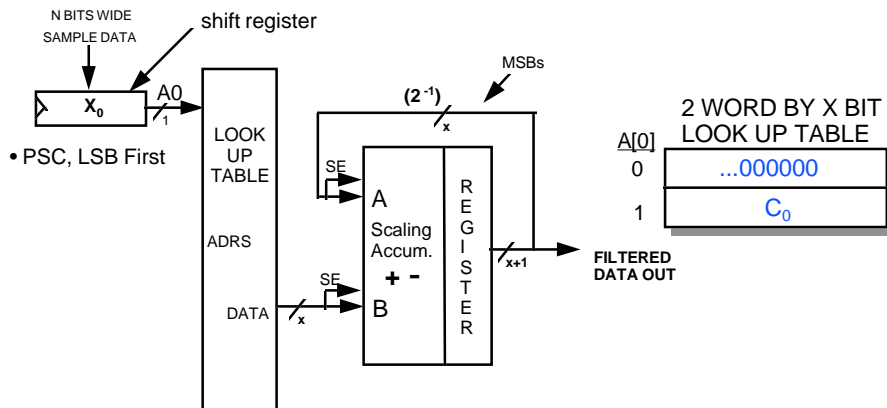 N BITS WIDE
SAMPLE DATA
shift register
X₀
A0
1
• PSC, LSB First
LOOK
UP
TABLE
ADRS
DATA
x
MSBs
(2⁻¹)
x
SE
A
Scaling
Accum.
+ -
SE
B
REGISTER
x+1
FILTERED
DATA OUT
2 WORD BY X BIT
LOOK UP TABLE
A[0]
0 ...000000
1 C₀